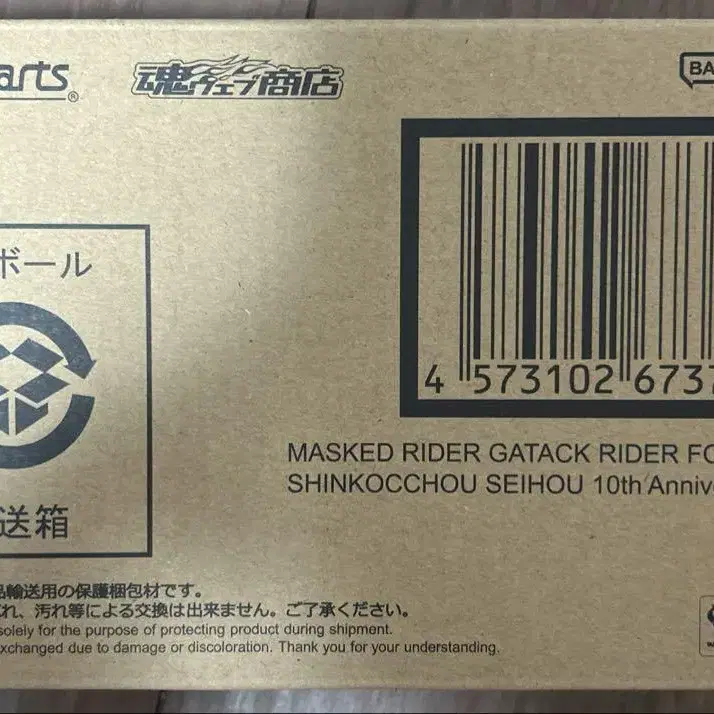 arts®
魂ウェブ商店
BA
ボール
4 573102 6737
MASKED RIDER GATACK RIDER FO
SHINKOCCHOU SEIHOU 10th Anniv
送箱
品輸送用の保護梱包材です。
れ、汚れ等による交換は出来ません。ご了承ください。
solely for the purpose of protecting product during shipment.
xchanged due to damage or discoloration. Thank you for your understanding.